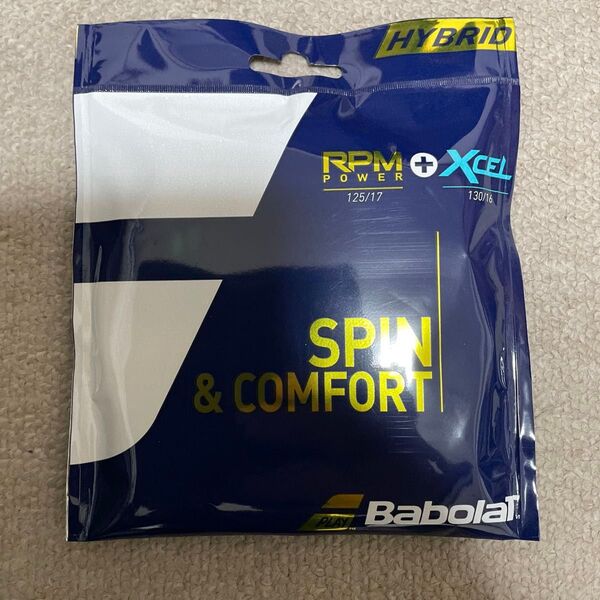 HYBRID
RPM POWER + XCEL
125/17 130/16
SPIN
& COMFORT
PLAY Babolat